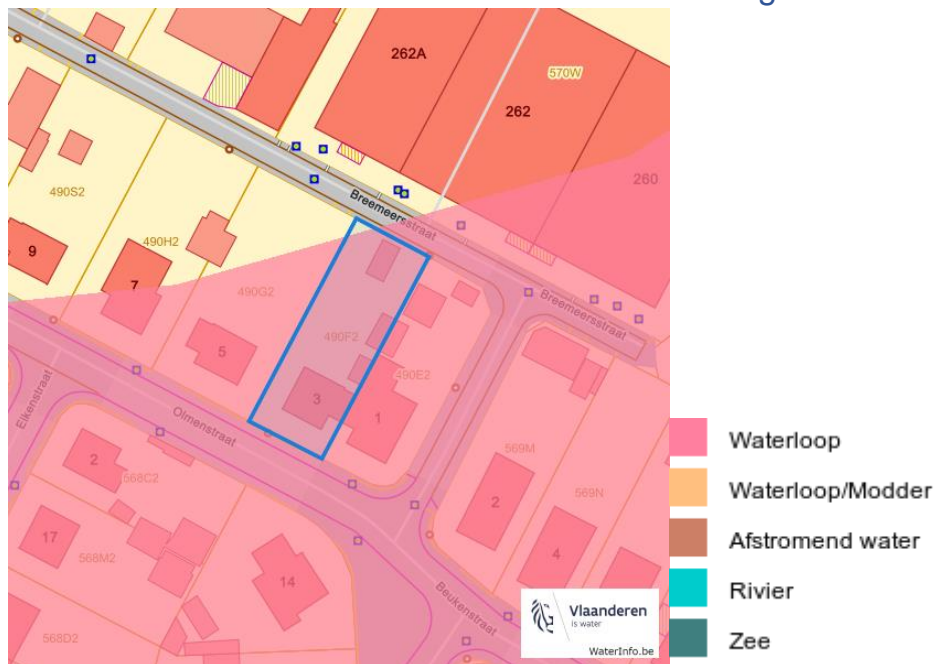 262A
570W
262
260
490S2
Breemeersstraat
9
490H2
7
490G2
Breemeersstraat
490F2
5
490E2
3
1
Eikenstraat
Olmenstraat
569M
2
568C2
2
569N
17
568M2
4
14
Beukenstraat
568D2
Vlaanderen
is water
WaterInfo.be
Waterloop
Waterloop/Modder
Afstromend water
Rivier
Zee